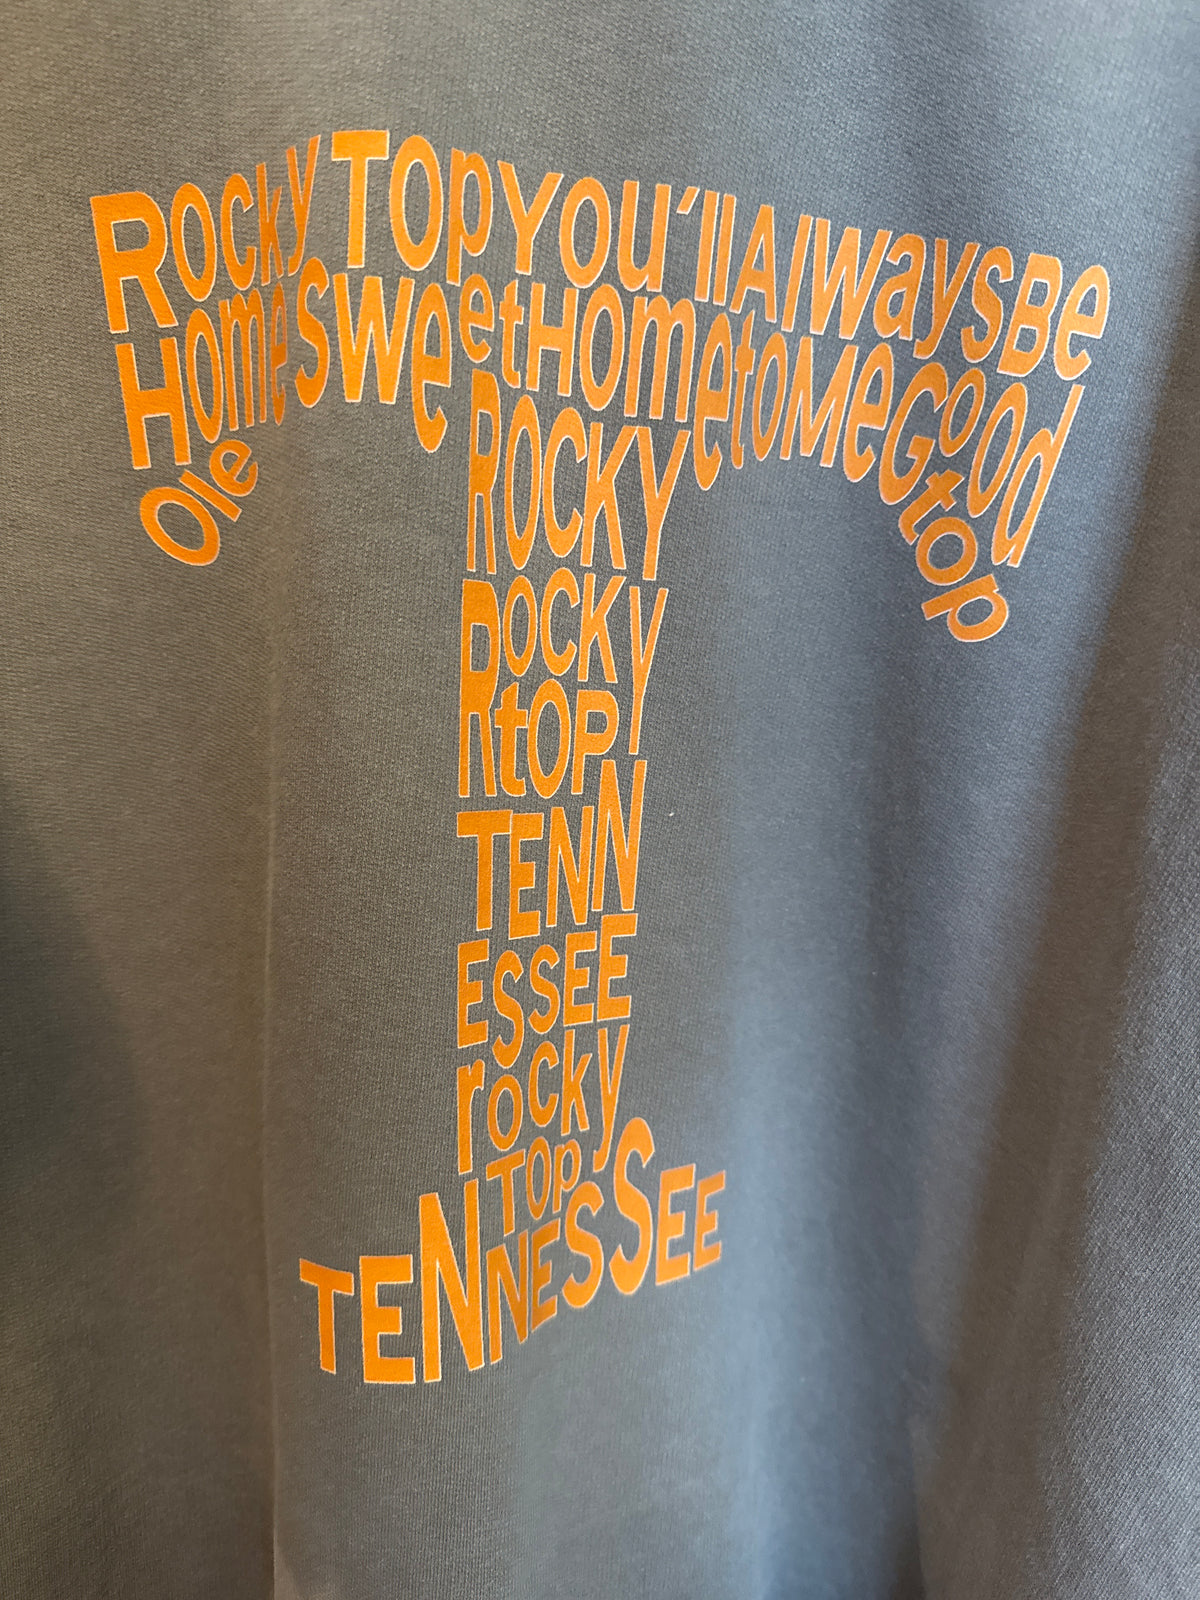 Rocky TOp YOU'll Always Be
Home Sweet Home to Me Good
Ole
top
ROCKY
ROCKY
RtOP
TENN
ESSEE
rocky
TOp
TENNESSEE